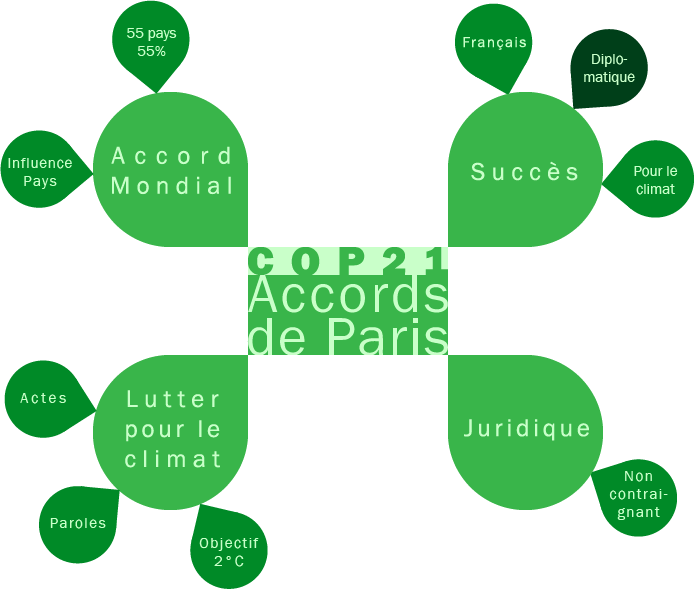 55 pays
55%
Influence
Pays
Accord
Mondial
Français
Diplo-
matique
Pour le
climat
Succès
COP21
Accords
de Paris
Actes
Lutter
pour le
climat
Paroles
Objectif
2°C
Juridique
Non
contrai-
gnant